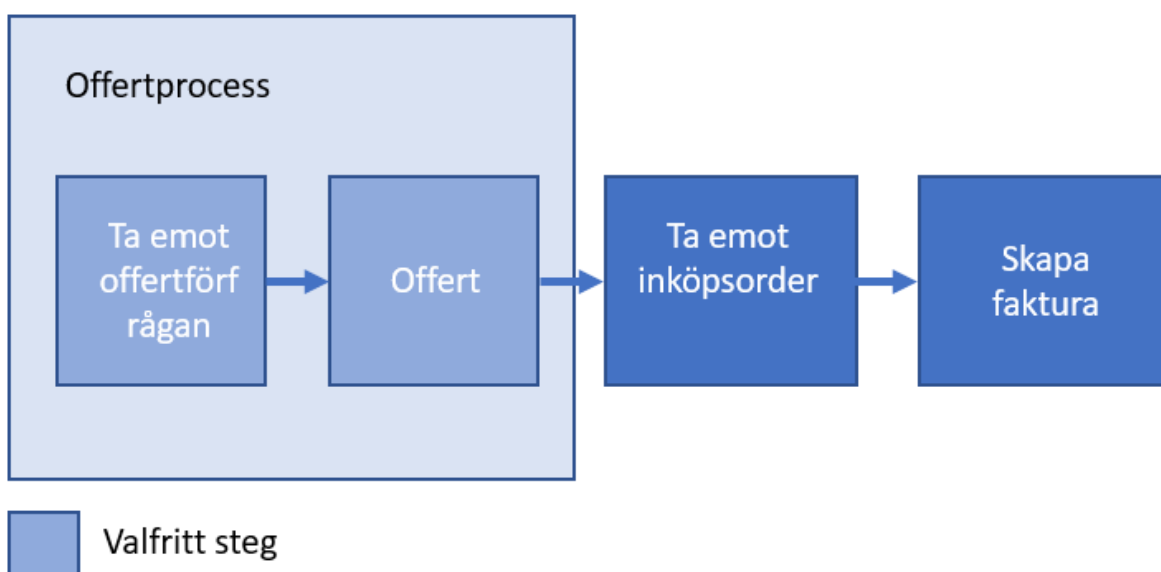 Offertprocess
Ta emot
offertförf
rågan
Offert
Ta emot
inköpsorder
Skapa
faktura
Valfritt steg